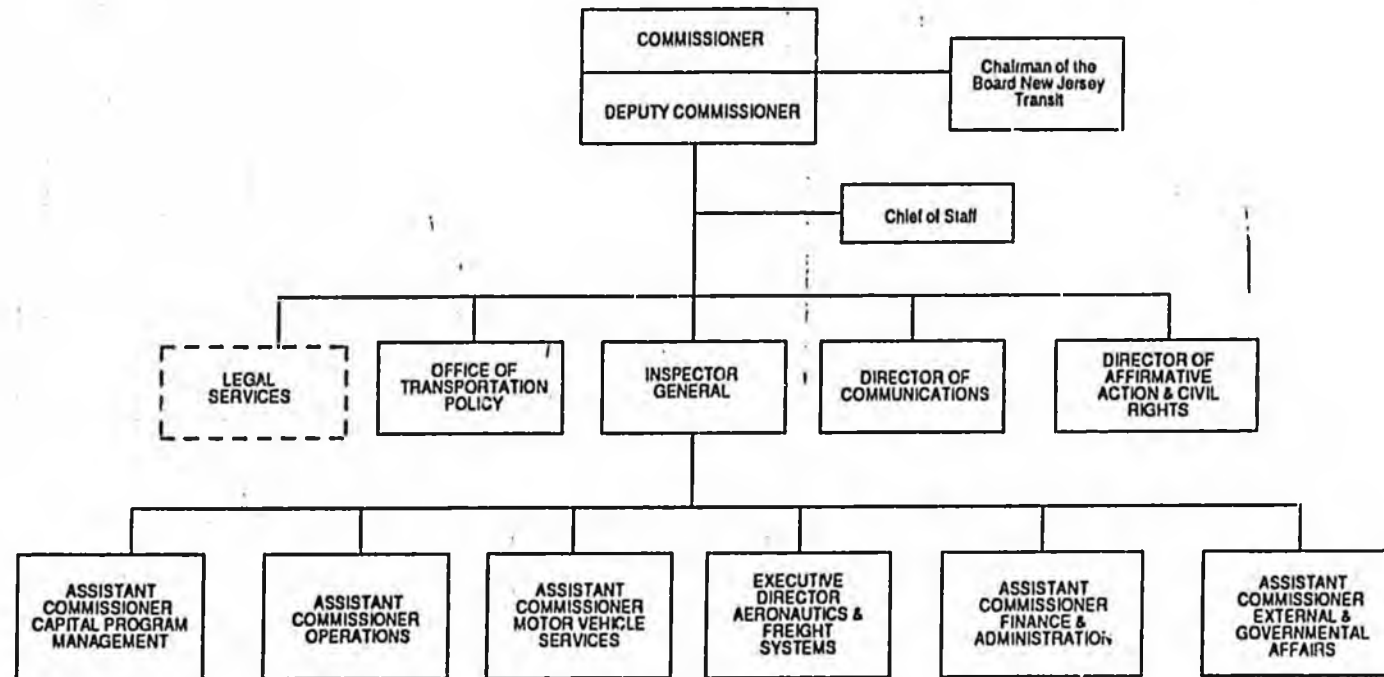 COMMISSIONER
Chairman of the
Board New Jersey
Transit
DEPUTY COMMISSIONER
Chief of Staff
LEGAL
SERVICES
OFFICE OF
TRANSPORTATION
POLICY
INSPECTOR
GENERAL
DIRECTOR OF
COMMUNICATIONS
DIRECTOR OF
AFFIRMATIVE
ACTION & CIVIL
RIGHTS
ASSISTANT
COMMISSIONER
CAPITAL PROGRAM
MANAGEMENT
ASSISTANT
COMMISSIONER
OPERATIONS
ASSISTANT
COMMISSIONER
MOTOR VEHICLE
SERVICES
EXECUTIVE
DIRECTOR
AERONAUTICS &
FREIGHT
SYSTEMS
ASSISTANT
COMMISSIONER
FINANCE &
ADMINISTRATION
ASSISTANT
COMMISSIONER
EXTERNAL &
GOVERNMENTAL
AFFAIRS